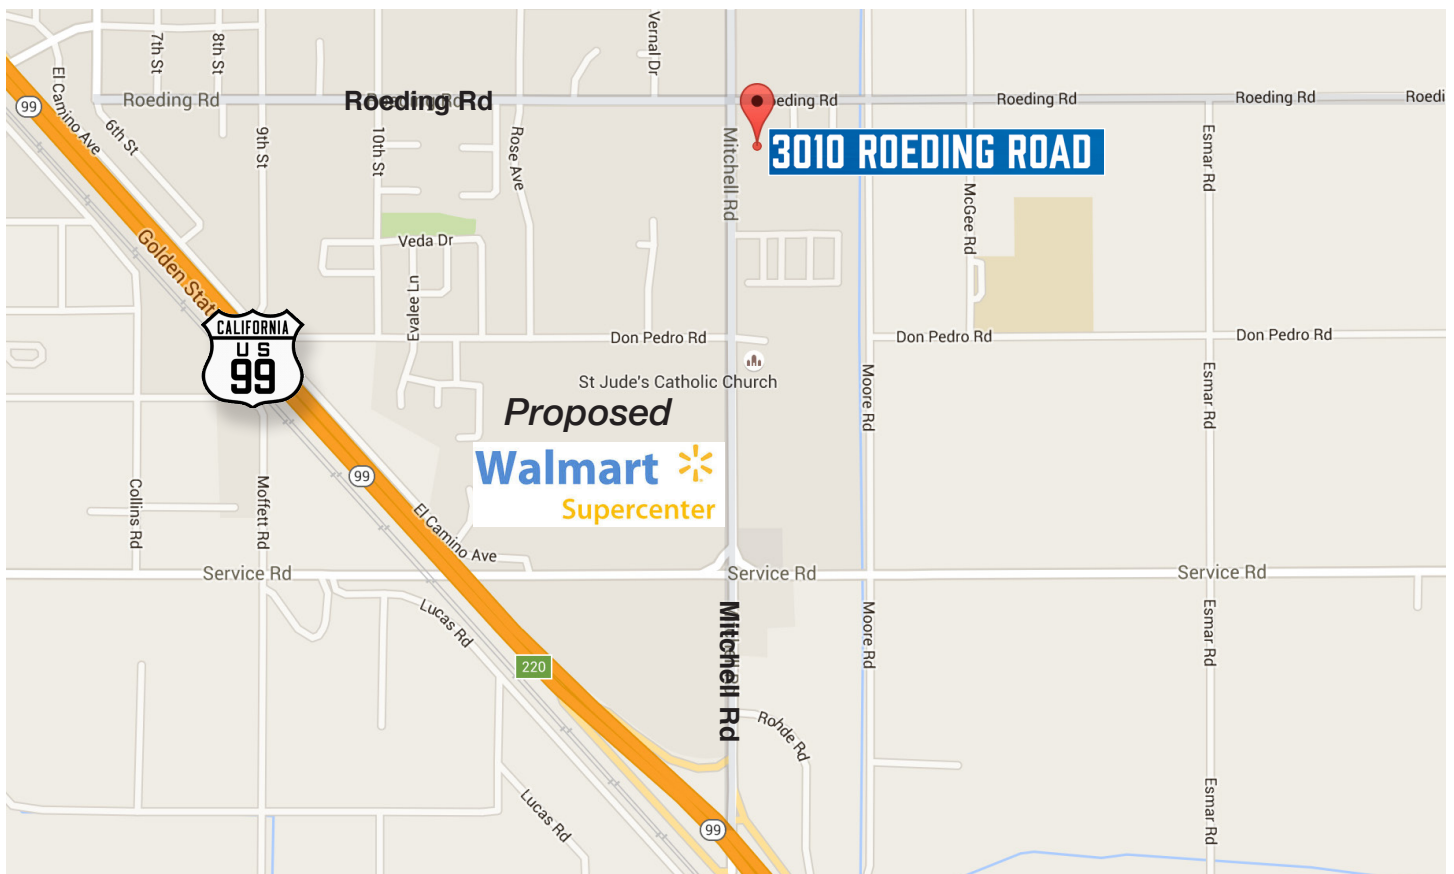 Vernal Dr
7th St
8th St
El Camino Ave
99
Roeding Rd
Roeding Rd
eding Rd
Roeding Rd
Roeding Rd
Roedi
6th St
9th St
10th St
Rose Ave
Mitchell Rd
3010 ROEDING ROAD
Esmar Rd
McGee Rd
Veda Dr
Golden Stat
Evalee Ln
CALIFORNIA
US
99
Don Pedro Rd
Don Pedro Rd
Don Pedro Rd
St Jude's Catholic Church
Moore Rd
Esmar Rd
Proposed
Walmart
Supercenter
99
Collins Rd
Moffett Rd
El Camino Ave
Service Rd
Service Rd
Service Rd
Lucas Rd
Mitchell Rd
Moore Rd
Esmar Rd
220
Rohde Rd
Lucas Rd
99
Esmar Rd